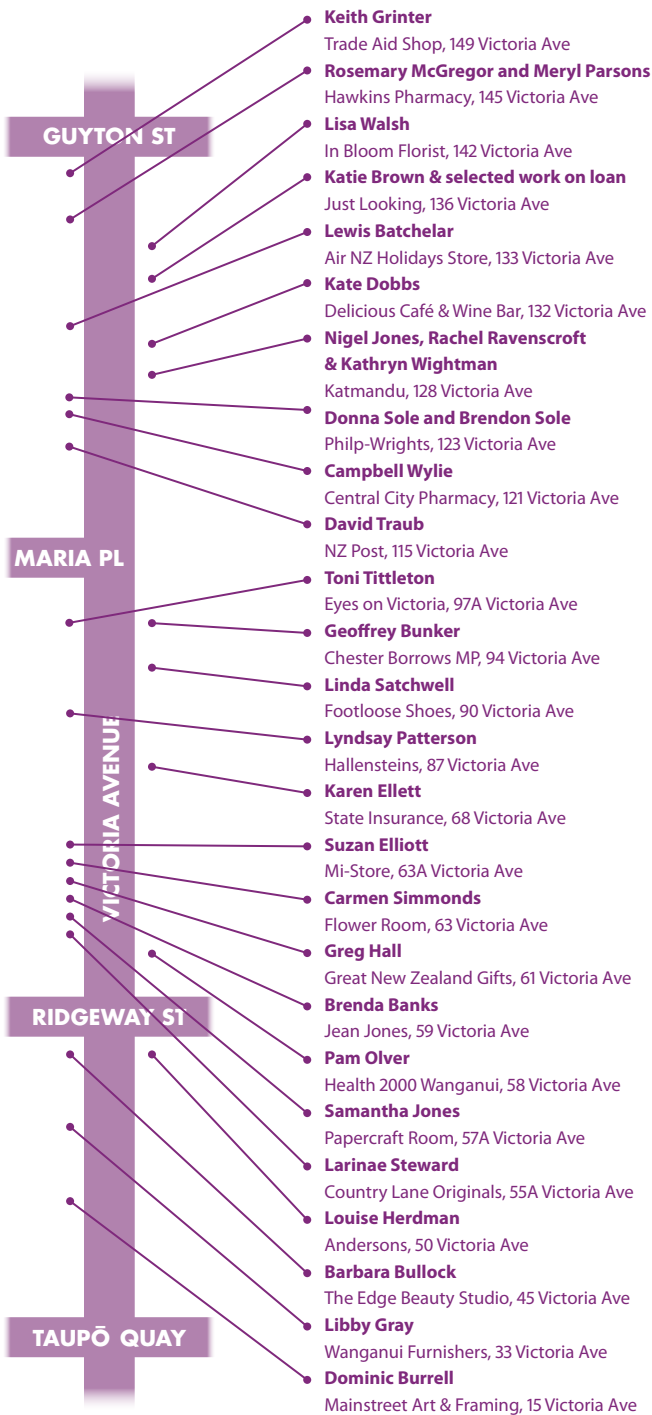 Keith Grinter
Trade Aid Shop, 149 Victoria Ave
Rosemary McGregor and Meryl Parsons
Hawkins Pharmacy, 145 Victoria Ave
GUYTON ST
Lisa Walsh
In Bloom Florist, 142 Victoria Ave
Katie Brown & selected work on loan
Just Looking, 136 Victoria Ave
Lewis Batchelar
Air NZ Holidays Store, 133 Victoria Ave
Kate Dobbs
Delicious Café & Wine Bar, 132 Victoria Ave
Nigel Jones, Rachel Ravenscroft
& Kathryn Wightman
Katmandu, 128 Victoria Ave
Donna Sole and Brendon Sole
Philp-Wrights, 123 Victoria Ave
Campbell Wylie
Central City Pharmacy, 121 Victoria Ave
David Traub
NZ Post, 115 Victoria Ave
MARIA PL
Toni Tittleton
Eyes on Victoria, 97A Victoria Ave
Geoffrey Bunker
Chester Borrows MP, 94 Victoria Ave
Linda Satchwell
Footloose Shoes, 90 Victoria Ave
Lyndsay Patterson
Hallensteins, 87 Victoria Ave
VICTORIA AVENUE
Karen Ellett
State Insurance, 68 Victoria Ave
Suzan Elliott
Mi-Store, 63A Victoria Ave
Carmen Simmonds
Flower Room, 63 Victoria Ave
Greg Hall
Great New Zealand Gifts, 61 Victoria Ave
Brenda Banks
Jean Jones, 59 Victoria Ave
RIDGEWAY ST
Pam Olver
Health 2000 Wanganui, 58 Victoria Ave
Samantha Jones
Papercraft Room, 57A Victoria Ave
Larinae Steward
Country Lane Originals, 55A Victoria Ave
Louise Herdman
Andersons, 50 Victoria Ave
Barbara Bullock
The Edge Beauty Studio, 45 Victoria Ave
Libby Gray
Wanganui Furnishers, 33 Victoria Ave
TAUPŌ QUAY
Dominic Burrell
Mainstreet Art & Framing, 15 Victoria Ave